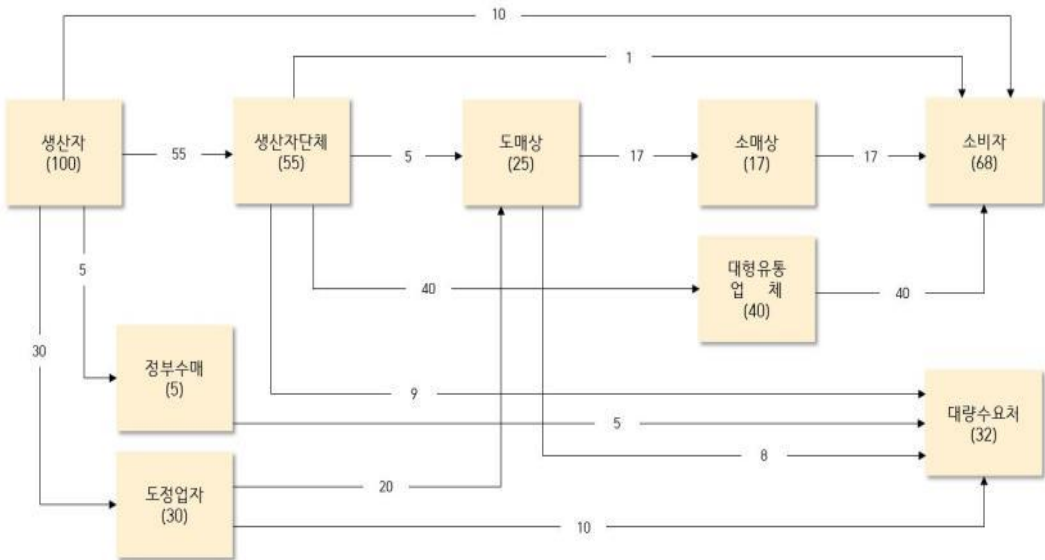 10
1
생산자
(100)
55
생산자단체
(55)
5
도매상
(25)
17
소매상
(17)
17
소비자
(68)
5
40
대형유통
업 체
(40)
40
30
정부수매
(5)
9
5
대량수요처
(32)
8
도정업자
(30)
20
10